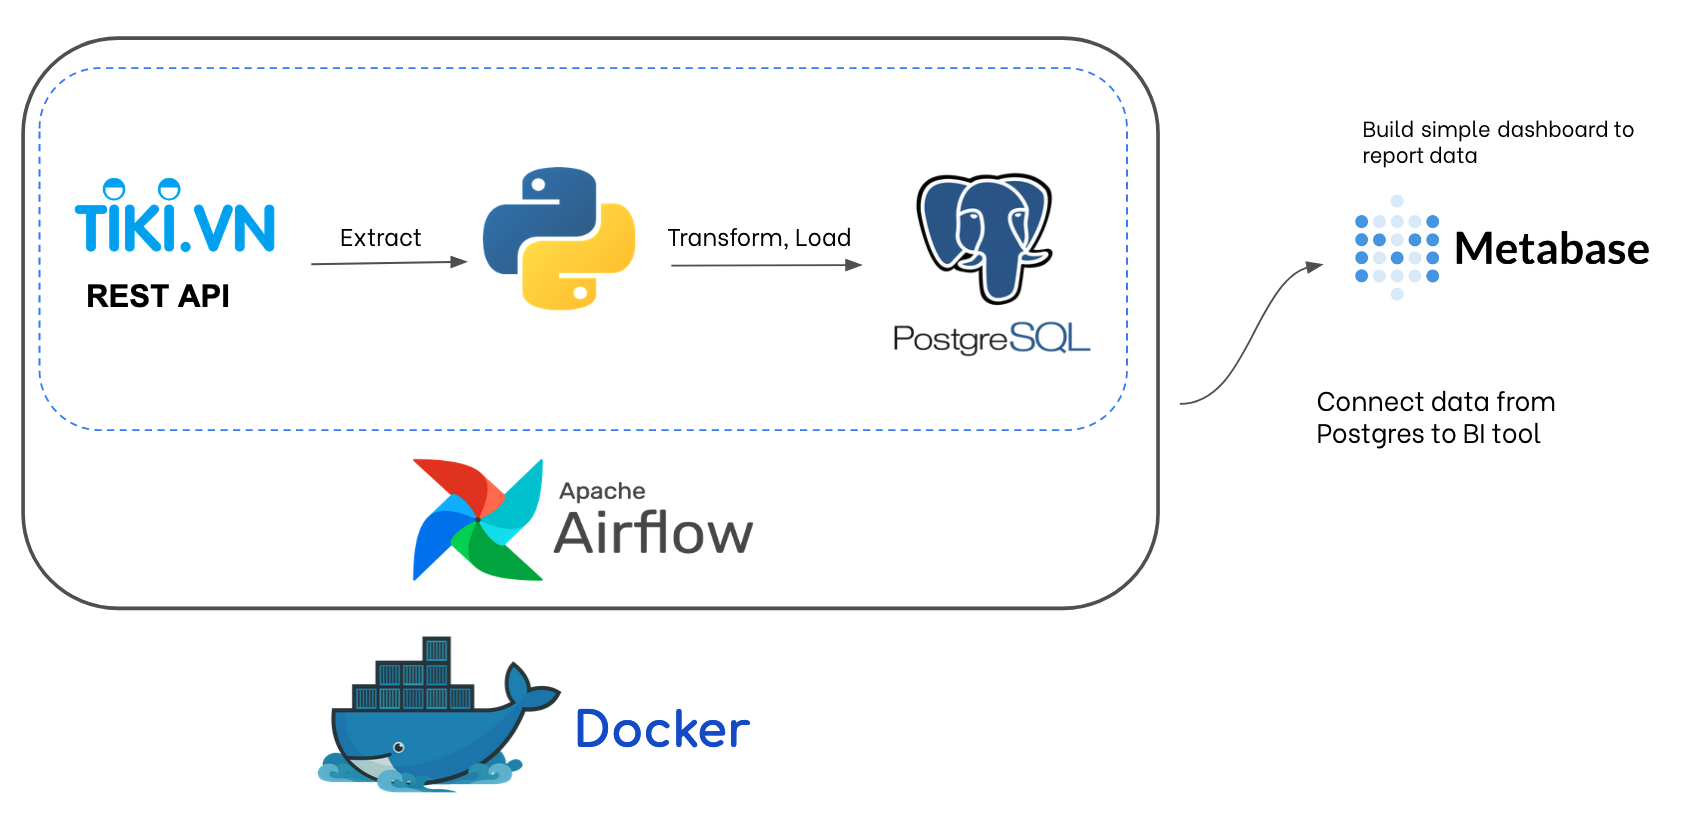 TIKI.VN
REST API
Extract
Transform, Load
PostgreSQL
Build simple dashboard to
report data
Metabase
Connect data from
Postgres to BI tool
Apache
Airflow
Docker